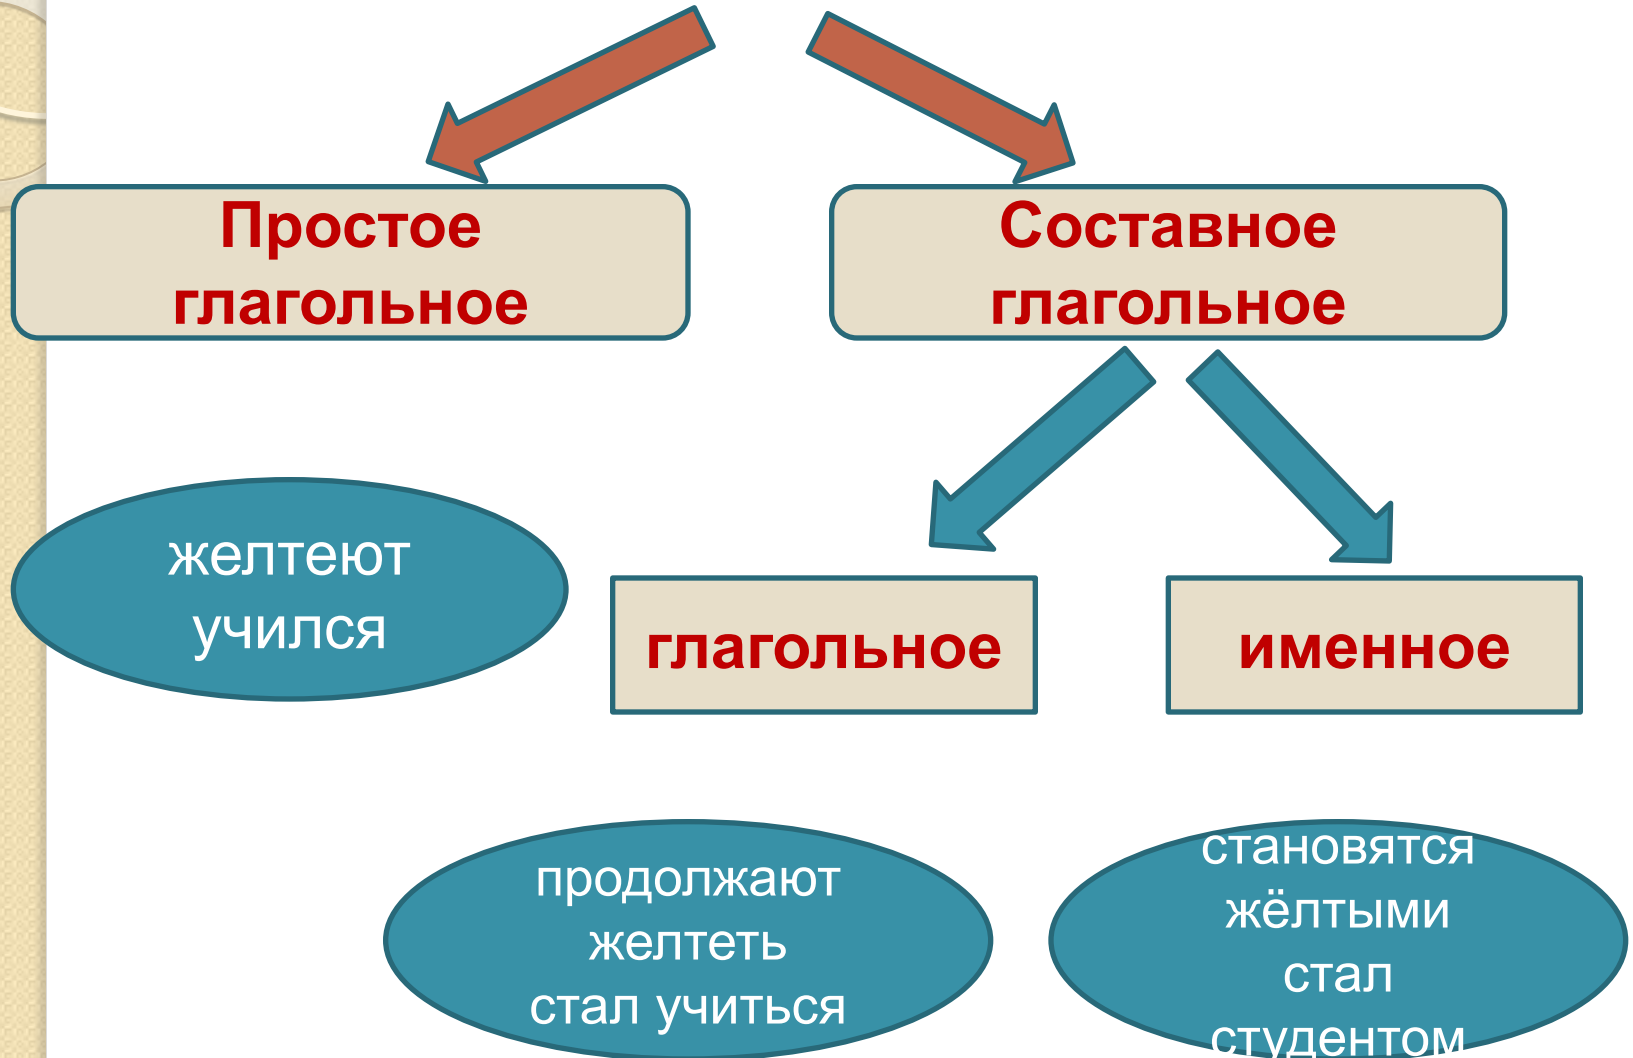 Простое
глагольное
Составное
глагольное
желтеют
учился
глагольное
именное
продолжают
желтеть
стал учиться
становятся
жёлтыми
стал
студентом